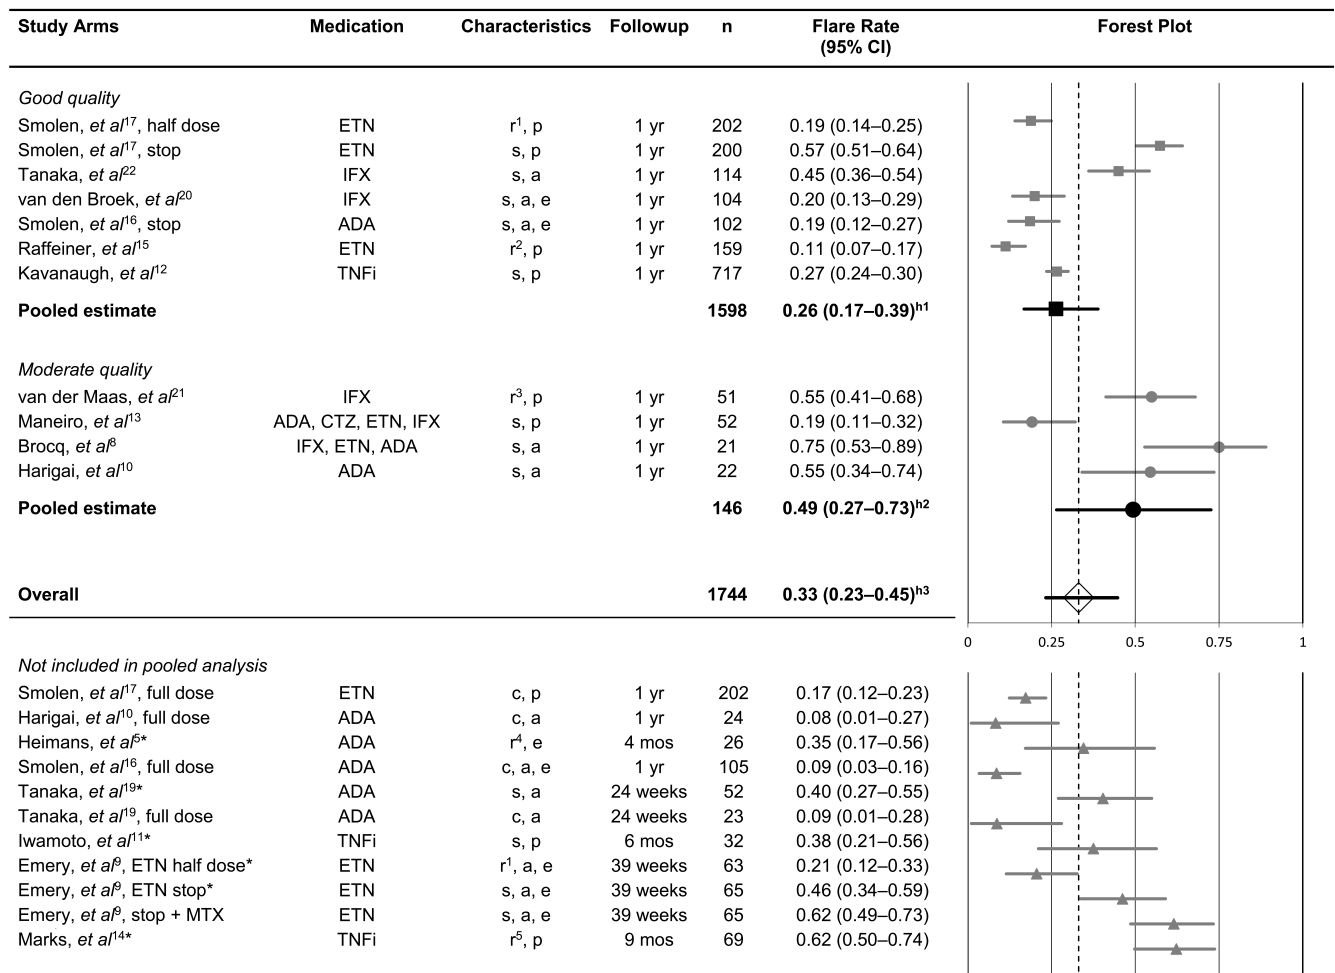 Study Arms Medication Characteristics Followup n Flare Rate Forest Plot
(95% CI)
Good quality
Smolen, et al17, half dose ETN r1, p 1 yr 202 0.19 (0.14–0.25)
Smolen, et al17, stop ETN s, p 1 yr 200 0.57 (0.51–0.64)
Tanaka, et al22 IFX s, a 1 yr 114 0.45 (0.36–0.54)
van den Broek, et al20 IFX s, a, e 1 yr 104 0.20 (0.13–0.29)
Smolen, et al16, stop ADA s, a, e 1 yr 102 0.19 (0.12–0.27)
Raffeiner, et al15 ETN r2, p 1 yr 159 0.11 (0.07–0.17)
Kavanaugh, et al12 TNFi s, p 1 yr 717 0.27 (0.24–0.30)
Pooled estimate 1598 0.26 (0.17–0.39)h1
Moderate quality
van der Maas, et al21 IFX r3, p 1 yr 51 0.55 (0.41–0.68)
Maneiro, et al13 ADA, CTZ, ETN, IFX s, p 1 yr 52 0.19 (0.11–0.32)
Brocq, et al8 IFX, ETN, ADA s, a 1 yr 21 0.75 (0.53–0.89)
Harigai, et al10 ADA s, a 1 yr 22 0.55 (0.34–0.74)
Pooled estimate 146 0.49 (0.27–0.73)h2
Overall 1744 0.33 (0.23–0.45)h3
0 0.25 0.5 0.75 1
Not included in pooled analysis
Smolen, et al17, full dose ETN c, p 1 yr 202 0.17 (0.12–0.23)
Harigai, et al10, full dose ADA c, a 1 yr 24 0.08 (0.01–0.27)
Heimans, et al5* ADA r4, e 4 mos 26 0.35 (0.17–0.56)
Smolen, et al16, full dose ADA c, a, e 1 yr 105 0.09 (0.03–0.16)
Tanaka, et al19* ADA s, a 24 weeks 52 0.40 (0.27–0.55)
Tanaka, et al19, full dose ADA c, a 24 weeks 23 0.09 (0.01–0.28)
Iwamoto, et al11* TNFi s, p 6 mos 32 0.38 (0.21–0.56)
Emery, et al9, ETN half dose* ETN r1, a, e 39 weeks 63 0.21 (0.12–0.33)
Emery, et al9, ETN stop* ETN s, a, e 39 weeks 65 0.46 (0.34–0.59)
Emery, et al9, stop + MTX ETN s, a, e 39 weeks 65 0.62 (0.49–0.73)
Marks, et al14* TNFi r5, p 9 mos 69 0.62 (0.50–0.74)